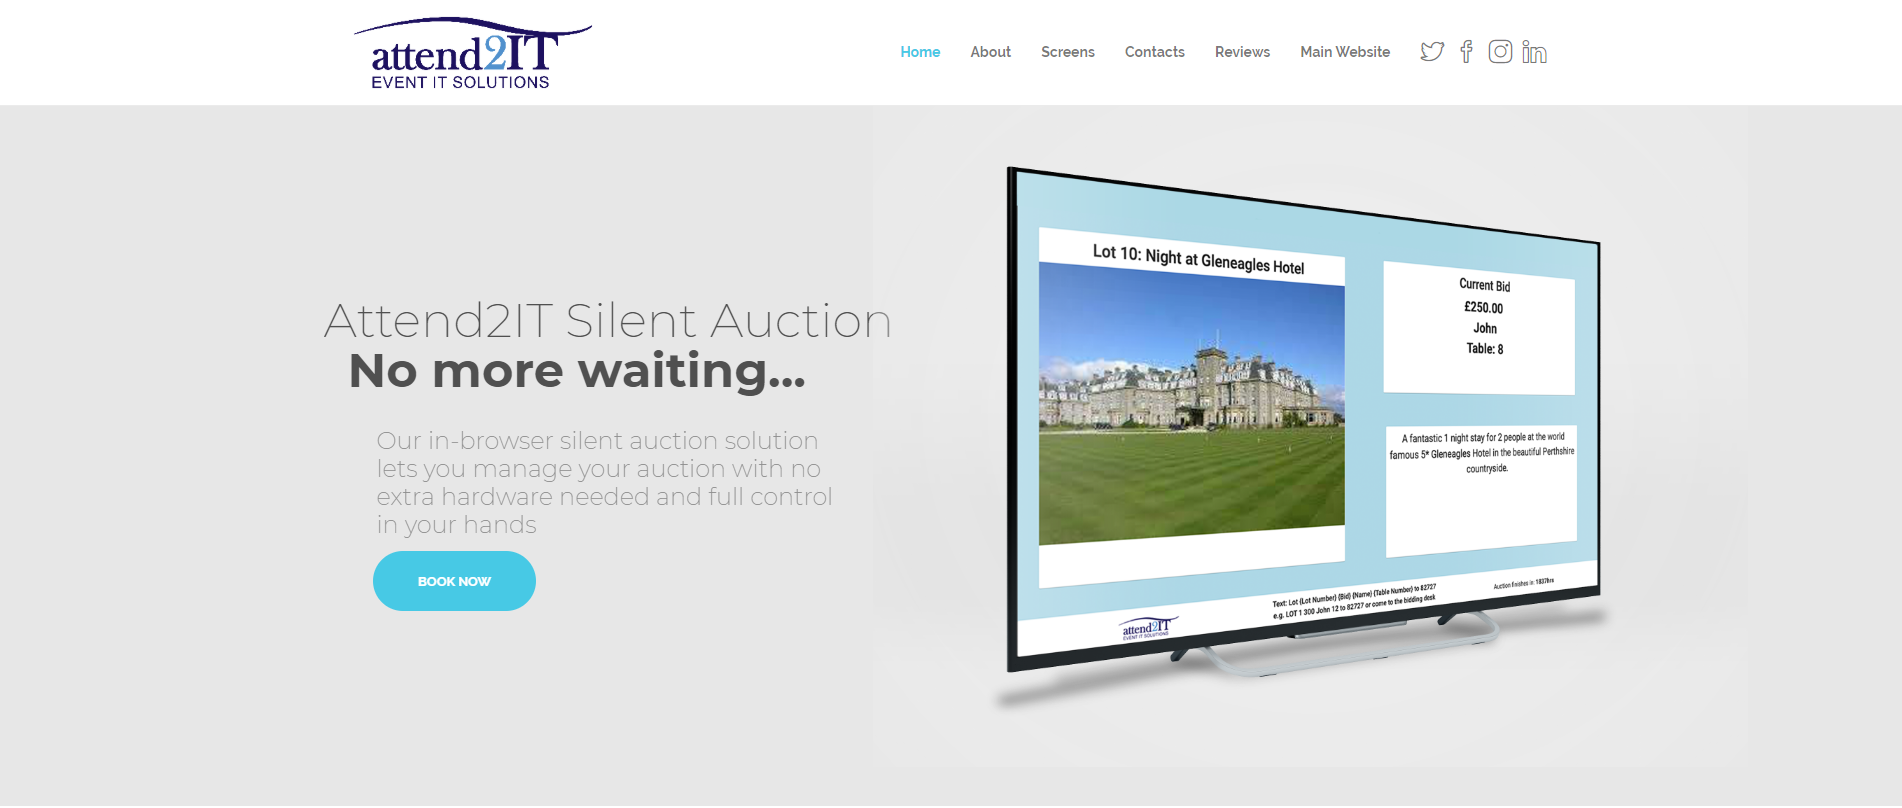 attend2IT
EVENT IT SOLUTIONS
Home About Screens Contacts Reviews Main Website
Attend2IT Silent Auction
No more waiting...
Our in-browser silent auction solution
lets you manage your auction with no
extra hardware needed and full control
in your hands
BOOK NOW
Lot 10: Night at Gleneagles Hotel
Current Bid
£250.00
John
Table: 8
A fantastic 1 night stay for 2 people at the world
famous 5* Gleneagles Hotel in the beautiful Perthshire
countryside.
attend2IT
EVENT IT SOLUTIONS
Text: Lot {Lot Number} {Bid} {Name} {Table Number} to 82727
e.g. LOT 1 300 John 12 to 82727 or come to the bidding desk
Auction finishes in: 1837hrs